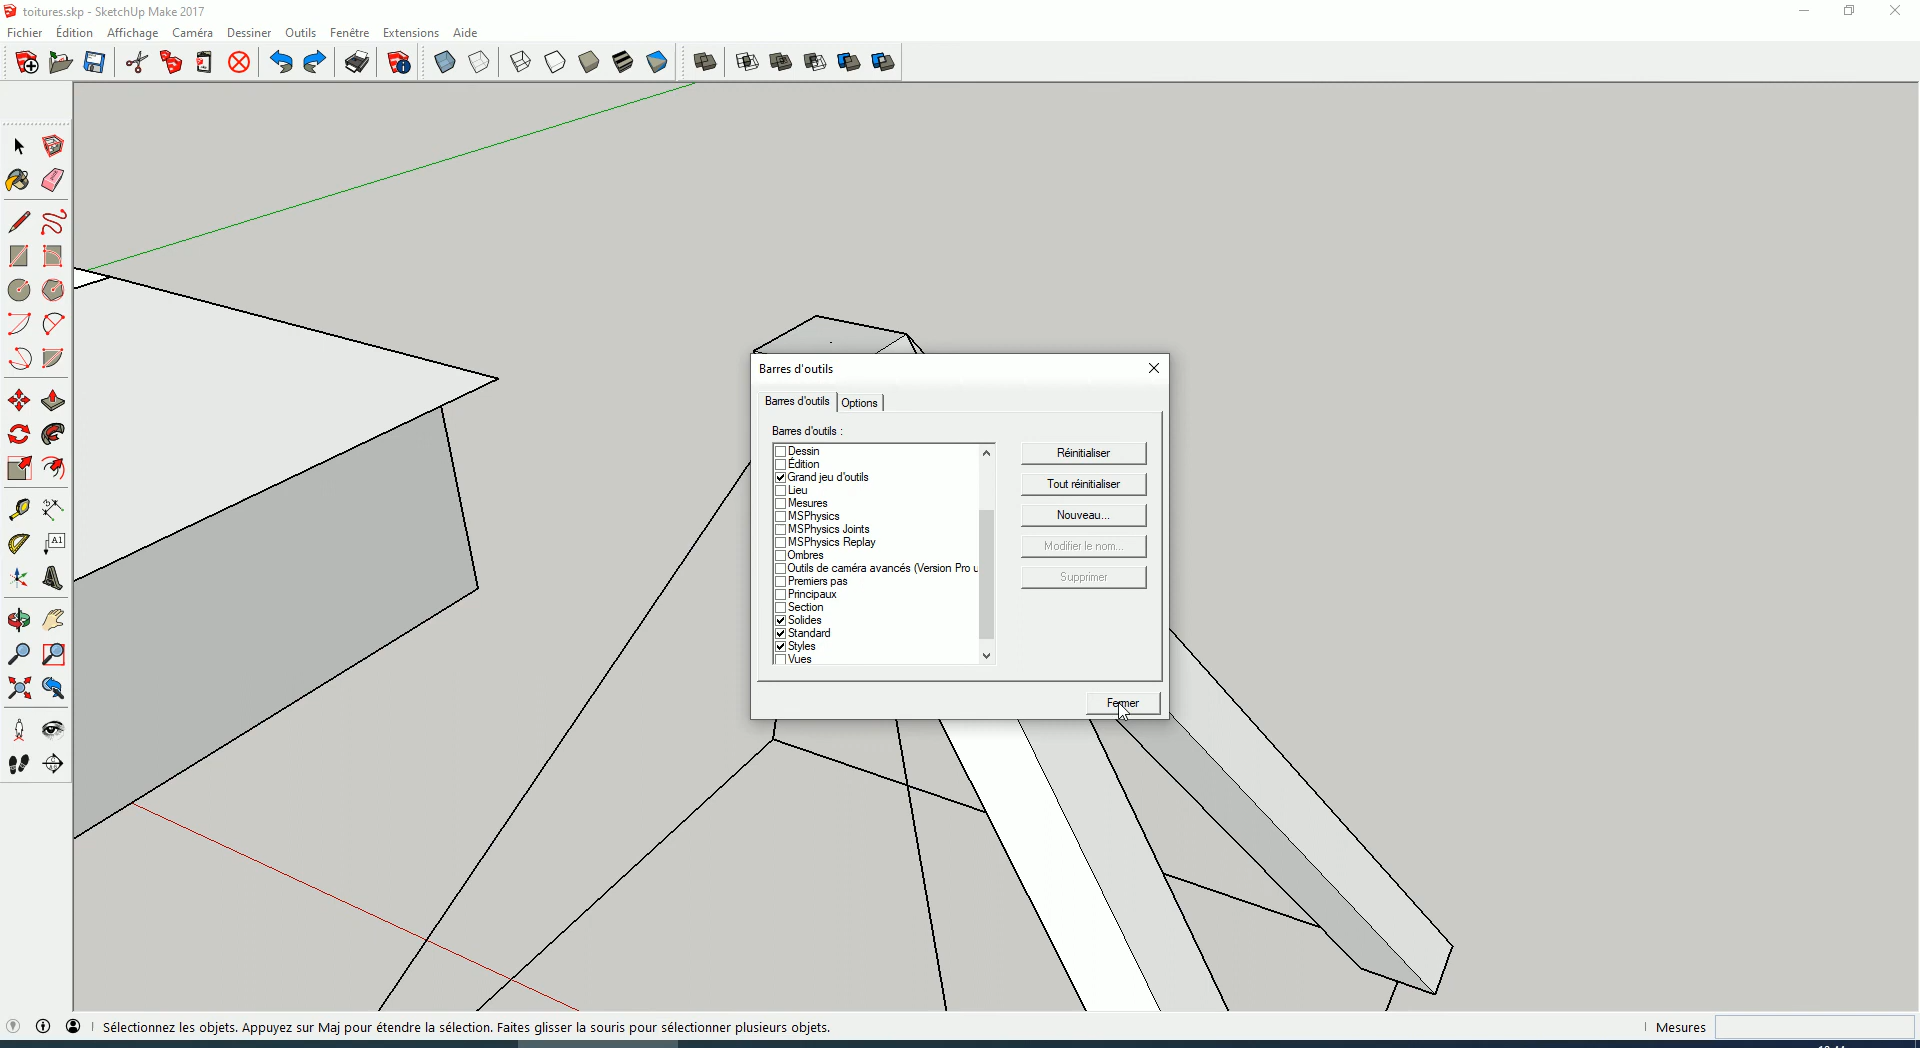 toitures.skp - SketchUp Make 2017
Fichier Édition Affichage Caméra Dessiner Outils Fenêtre Extensions Aide
Barres d'outils
Barres d'outils Options
Barres d'outils :
Dessin
Édition
Grand jeu d'outils
Lieu
Mesures
MSPhysics
MSPhysics Joints
MSPhysics Replay
Ombres
Outils de caméra avancés (Version Pro u
Premiers pas
Principaux
Section
Solides
Standard
Styles
Vues
Réinitialiser
Tout réinitialiser
Nouveau...
Modifier le nom...
Supprimer
Fermer
A1
Sélectionnez les objets. Appuyez sur Maj pour étendre la sélection. Faites glisser la souris pour sélectionner plusieurs objets.
Mesures